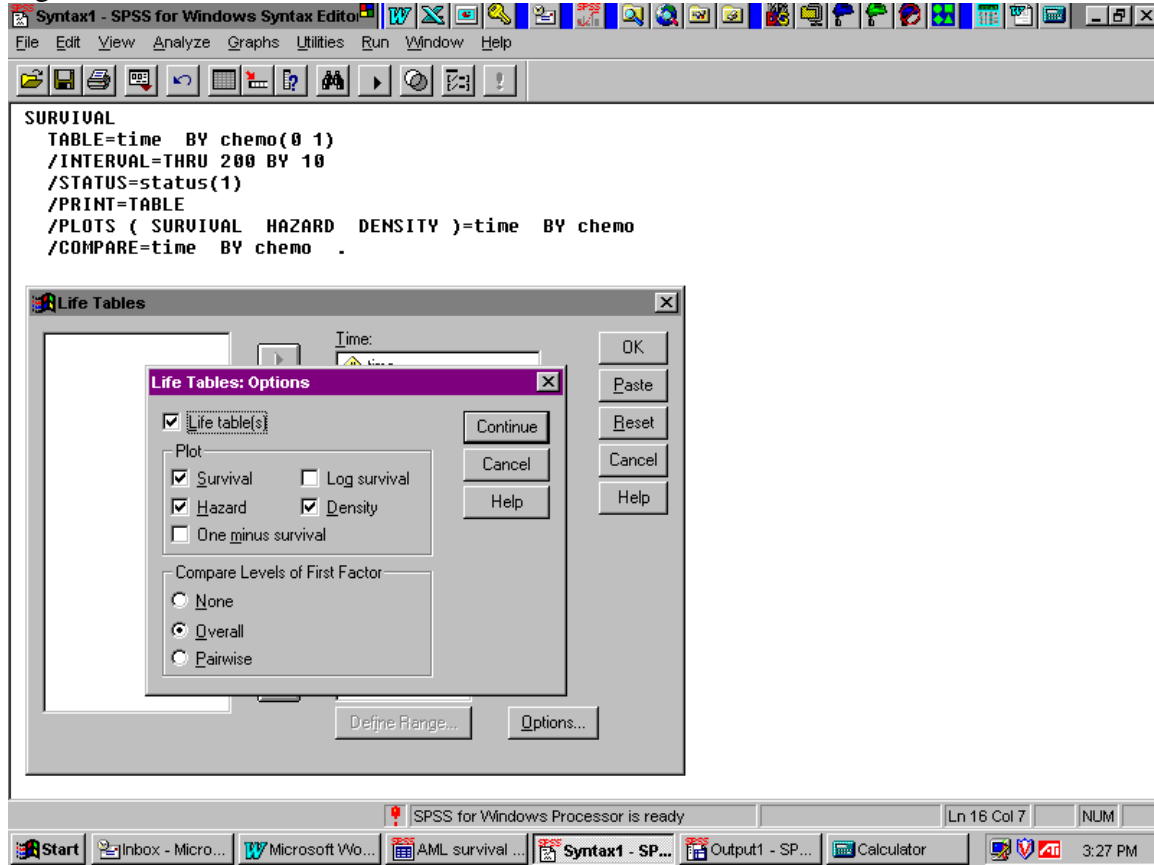 Syntax1 - SPSS for Windows Syntax Editor
File Edit View Analyze Graphs Utilities Run Window Help
SURVIVAL
TABLE=time BY chemo(0 1)
/INTERVAL=THRU 200 BY 10
/STATUS=status(1)
/PRINT=TABLE
/PLOTS ( SURVIVAL HAZARD DENSITY )=time BY chemo
/COMPARE=time BY chemo .
Life Tables
Time:
OK
Paste
Reset
Cancel
Help
Life Tables: Options
Life table(s)
Continue
Cancel
Help
Plot
Survival
Log survival
Hazard
Density
One minus survival
Compare Levels of First Factor
None
Overall
Pairwise
Define Range...
Options...
SPSS for Windows Processor is ready
Ln 16 Col 7
NUM
Start
Inbox - Micro...
Microsoft Wo...
AML survival ...
Syntax1 - SP...
Output1 - SP...
Calculator
3:27 PM